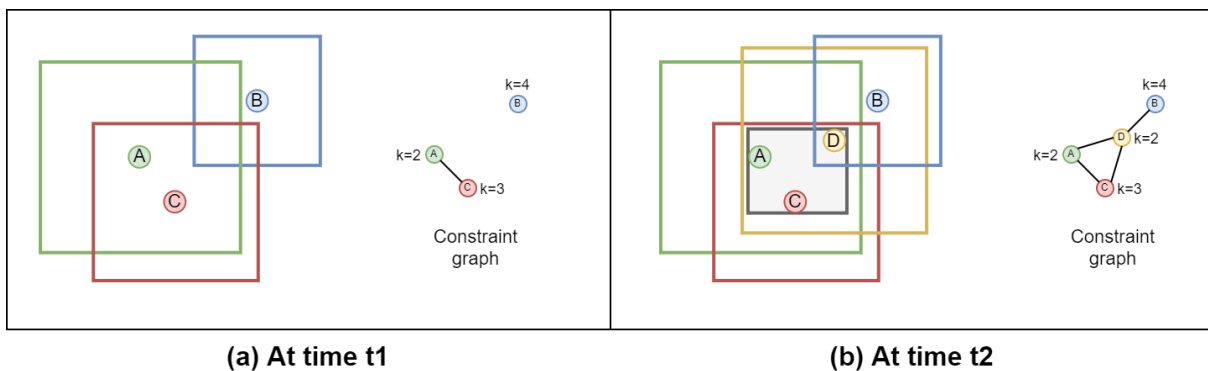 A
B
C
k=4
B
k=2
A
C
k=3
Constraint
graph
A
B
C
D
k=4
B
D
k=2
k=2
A
C
k=3
Constraint
graph
(a) At time t1
(b) At time t2